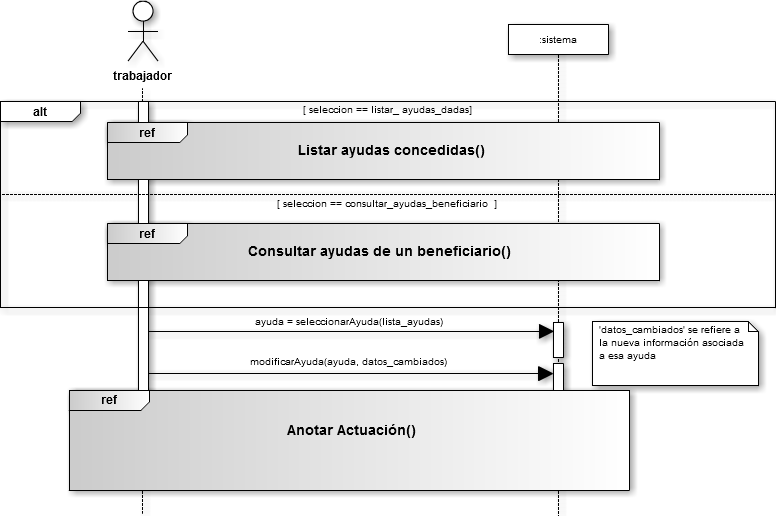 :sistema
trabajador
alt
[ seleccion == listar_ ayudas_dadas]
ref
Listar ayudas concedidas()
[ seleccion == consultar_ayudas_beneficiario  ]
ref
Consultar ayudas de un beneficiario()
ayuda = seleccionarAyuda(lista_ayudas)
'datos_cambiados' se refiere a
la nueva información asociada
a esa ayuda
modificarAyuda(ayuda, datos_cambiados)
ref
Anotar Actuación()